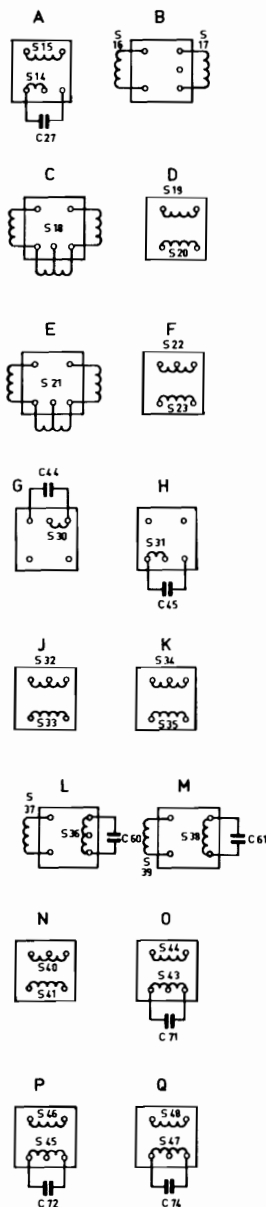 A B
S15 S 16 S 17
S14
C27
C D
S18 S19
S20
E F
S21 S22
S23
C44
G H
S30 S31
C45
J K
S32 S34
S33 S35
L M
S 37 S36 C60 S38 C61
S 39
N O
S40 S44
S41 S43
C71
P Q
S46 S48
S45 S47
C72 C74